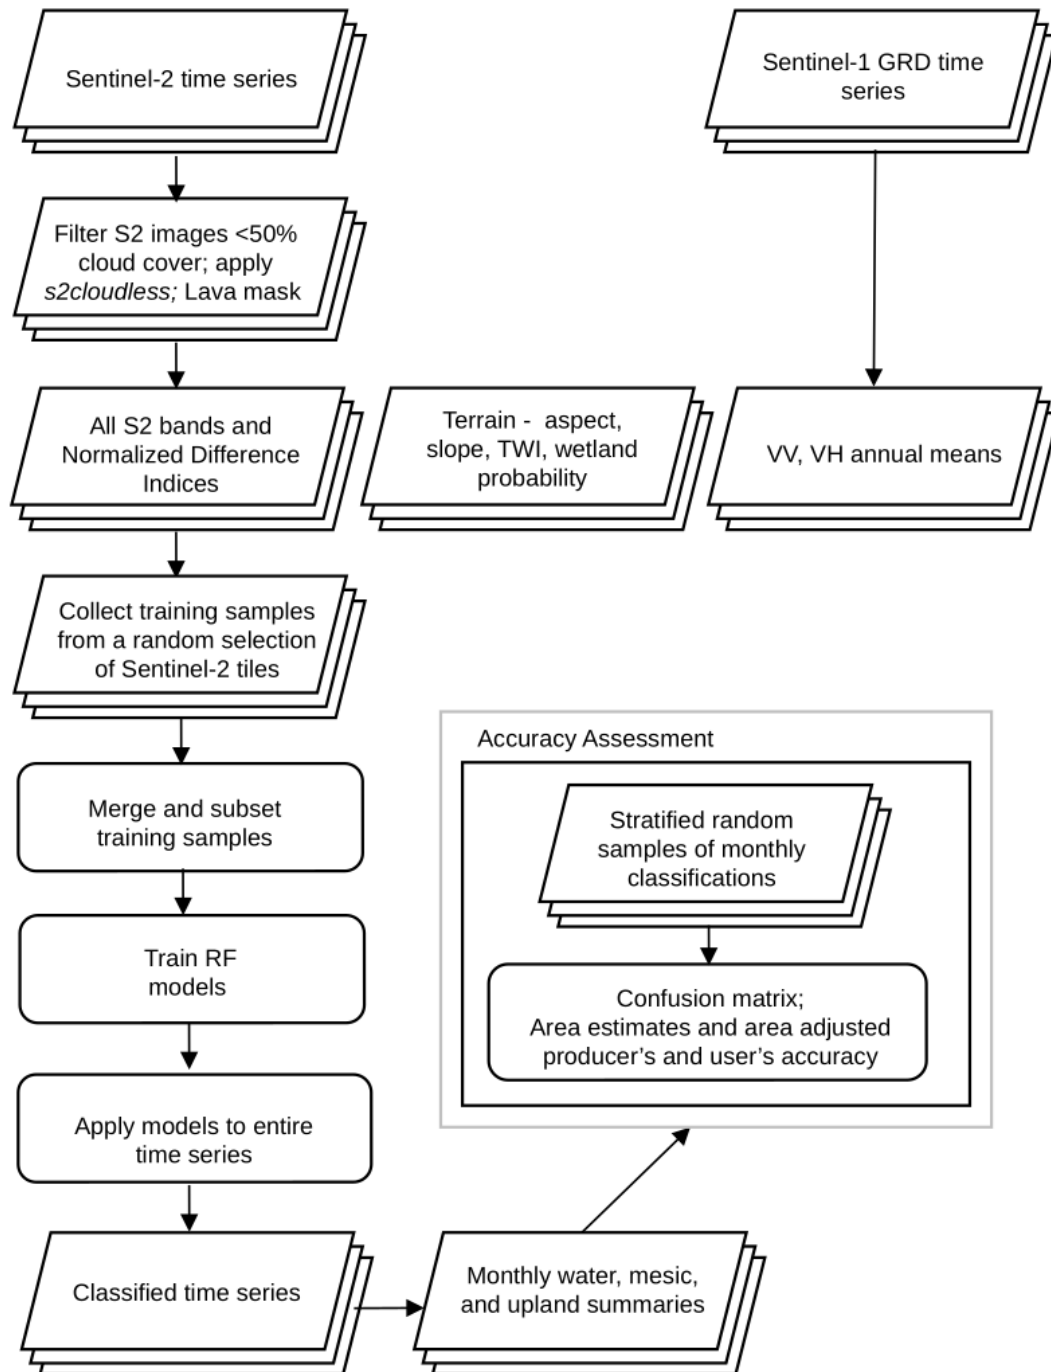 Sentinel-2 time series
Sentinel-1 GRD time
series
Filter S2 images <50%
cloud cover; apply
s2cloudless; Lava mask
All S2 bands and
Normalized Difference
Indices
Terrain - aspect,
slope, TWI, wetland
probability
VV, VH annual means
Collect training samples
from a random selection
of Sentinel-2 tiles
Merge and subset
training samples
Train RF
models
Apply models to entire
time series
Classified time series
Monthly water, mesic,
and upland summaries
Accuracy Assessment
Stratified random
samples of monthly
classifications
Confusion matrix;
Area estimates and area adjusted
producer’s and user’s accuracy